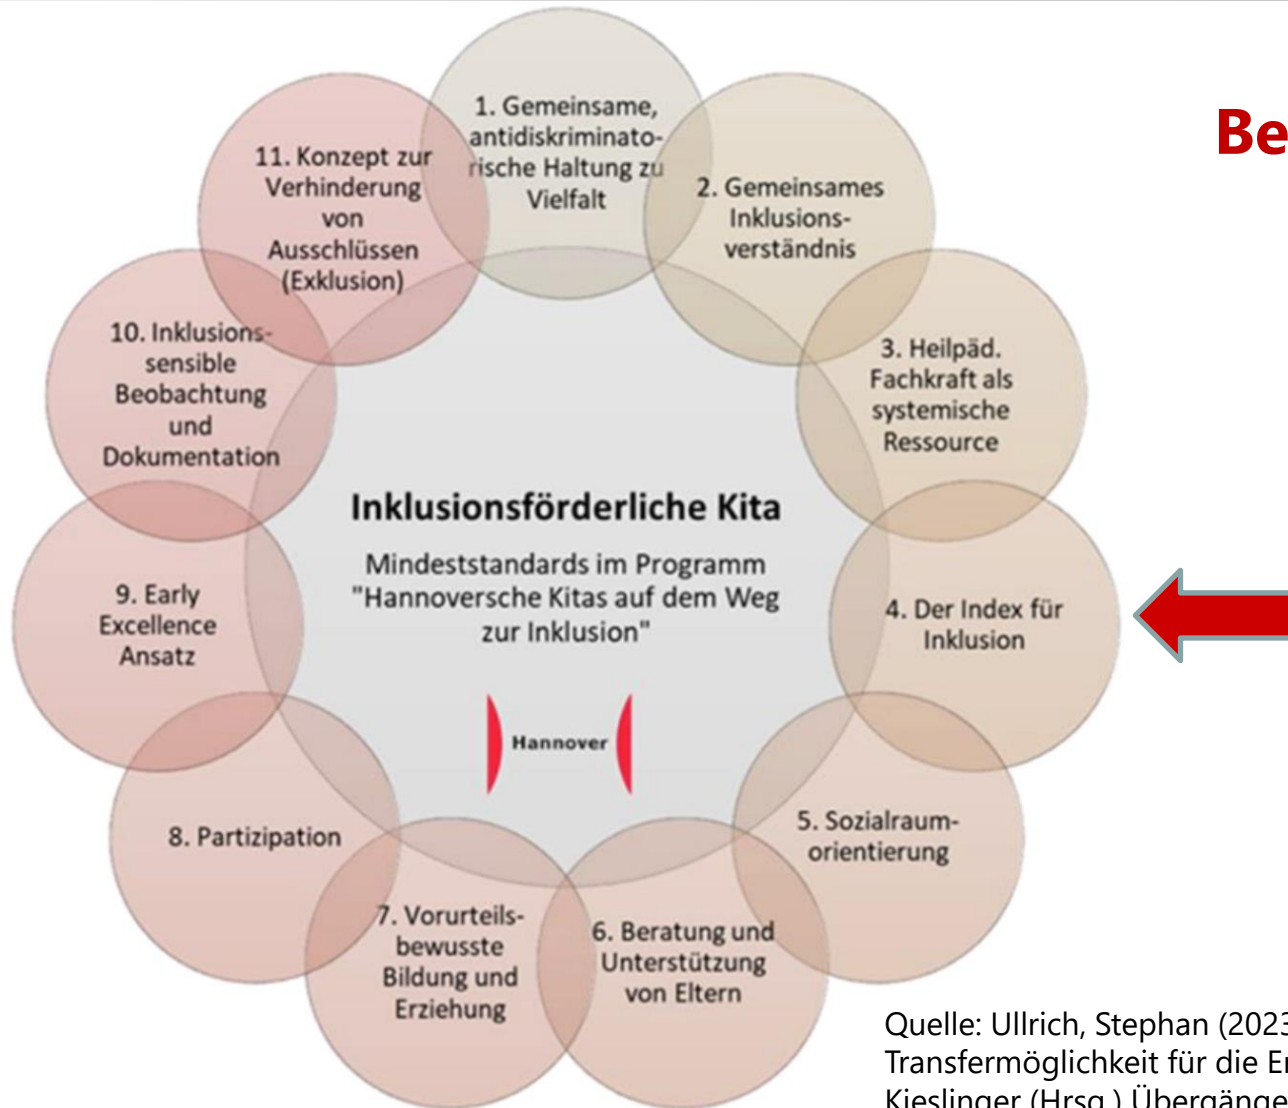 Be
1. Gemeinsame,
antidiskriminato-
rische Haltung zu
Vielfalt
2. Gemeinsames
Inklusions-
verständnis
3. Heilpäd.
Fachkraft als
systemische
Ressource
4. Der Index für
Inklusion
5. Sozialraum-
orientierung
6. Beratung und
Unterstützung
von Eltern
7. Vorurteils-
bewusste
Bildung und
Erziehung
8. Partizipation
9. Early
Excellence
Ansatz
10. Inklusions-
sensible
Beobachtung
und
Dokumentation
11. Konzept zur
Verhinderung
von
Ausschlüssen
(Exklusion)
Inklusionsförderliche Kita
Mindeststandards im Programm
"Hannoversche Kitas auf dem Weg
zur Inklusion"
Hannover
Quelle: Ullrich, Stephan (2023
Transfermöglichkeit für die E
Kieslinger (Hrsg.) Übergänge